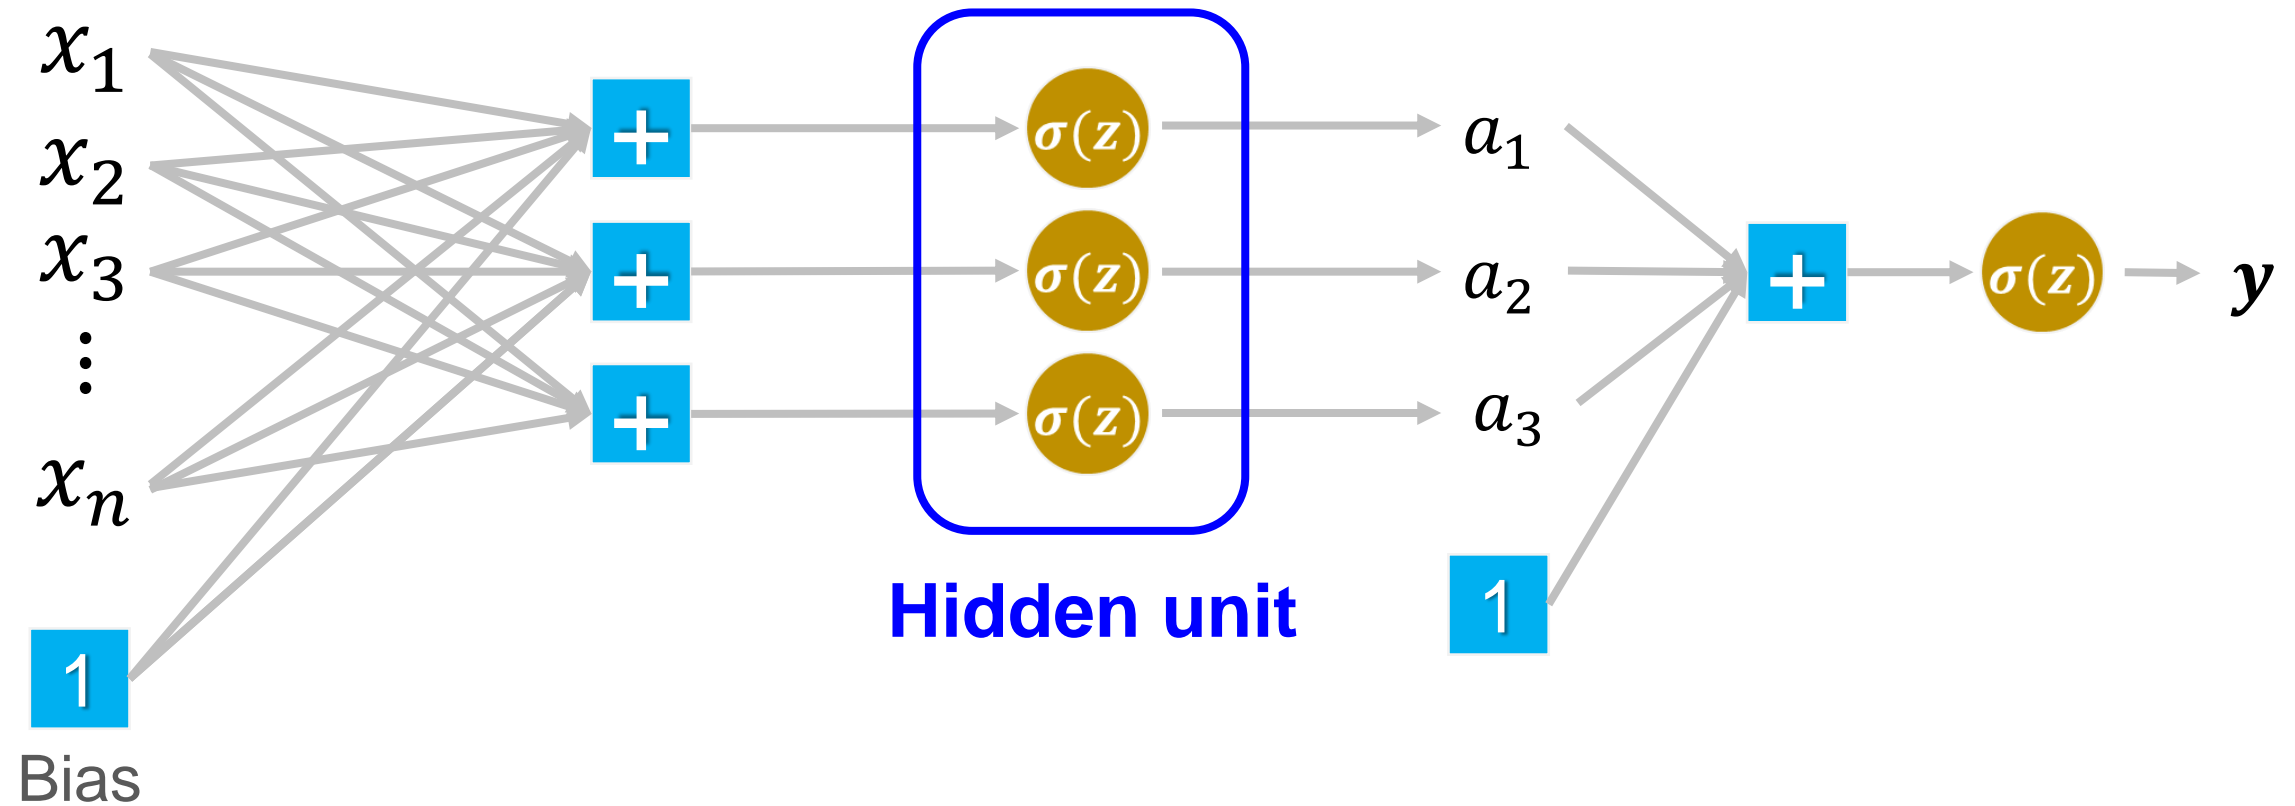 x₁
x₂
x₃
⋮
xₙ
1
Bias
+
+
+
σ(z)
σ(z)
σ(z)
Hidden unit
a₁
a₂
a₃
1
+
σ(z)
y